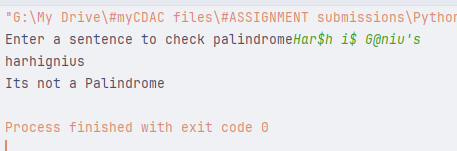 "G:\My Drive\#myCDAC files\#ASSIGNMENT submissions\Python
Enter a sentence to check palindromeHar$h i$ G@niu's
harhignius
Its not a Palindrome
Process finished with exit code 0